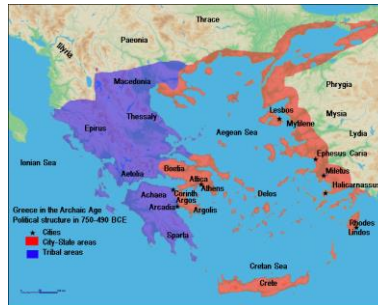 Thrace
Paeonia
Illyria
Macedonia
Phrygia
Lesbos
Mysia
Mytilene
Thessaly
Epirus
Aegean Sea
Lydia
Ionian Sea
Ephesus Caria
Aetolia
Boetia
Attica
Miletus
Athens
Halicarnassus
Achaea
Corinth
Delos
Argos
Arcadia
Argolis
Greece in the Archaic Age
Political structure in 750-490 BCE
Cities
City-State areas
Tribal areas
Sparta
Rhodes
Lindos
Cretan Sea
Crete